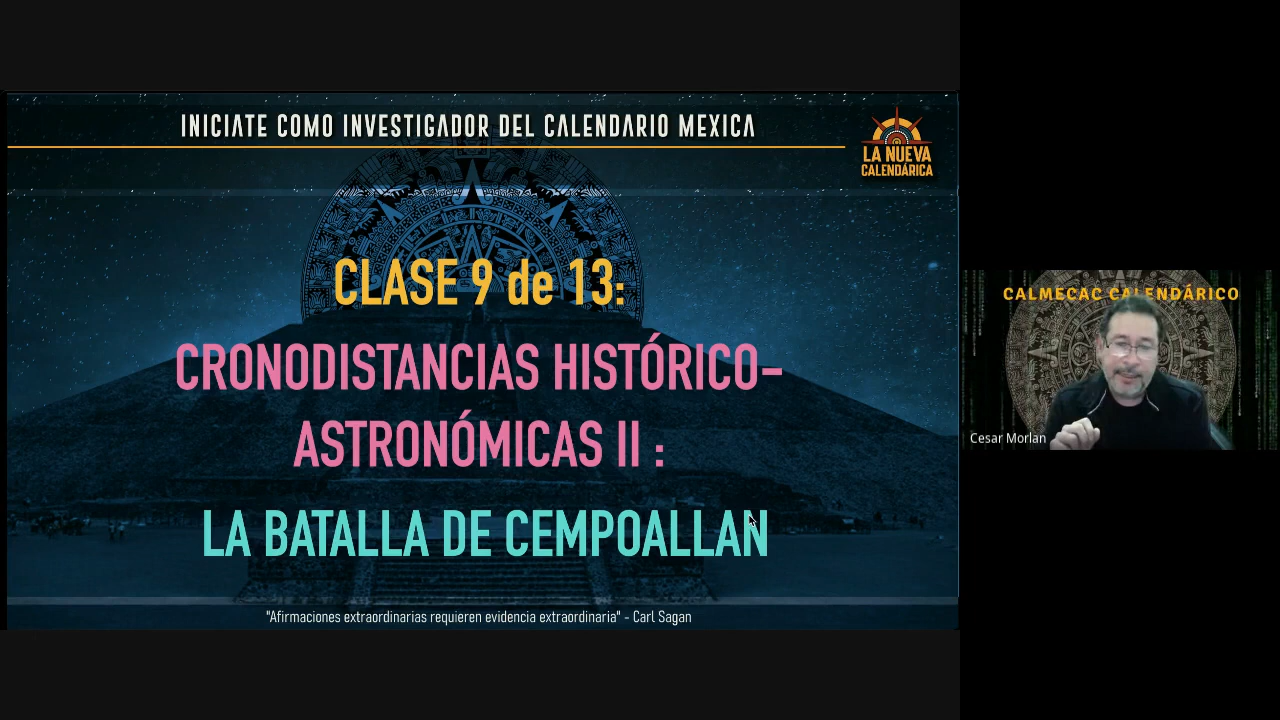 INICIATE COMO INVESTIGADOR DEL CALENDARIO MEXICA
LA NUEVA
CALENDÁRICA
CLASE 9 de 13:
CRONODISTANCIAS HISTÓRICO-
ASTRONÓMICAS II :
LA BATALLA DE CEMPOALLAN
"Afirmaciones extraordinarias requieren evidencia extraordinaria" - Carl Sagan
CALMECAC CALENDÁRICO
Cesar Morlan